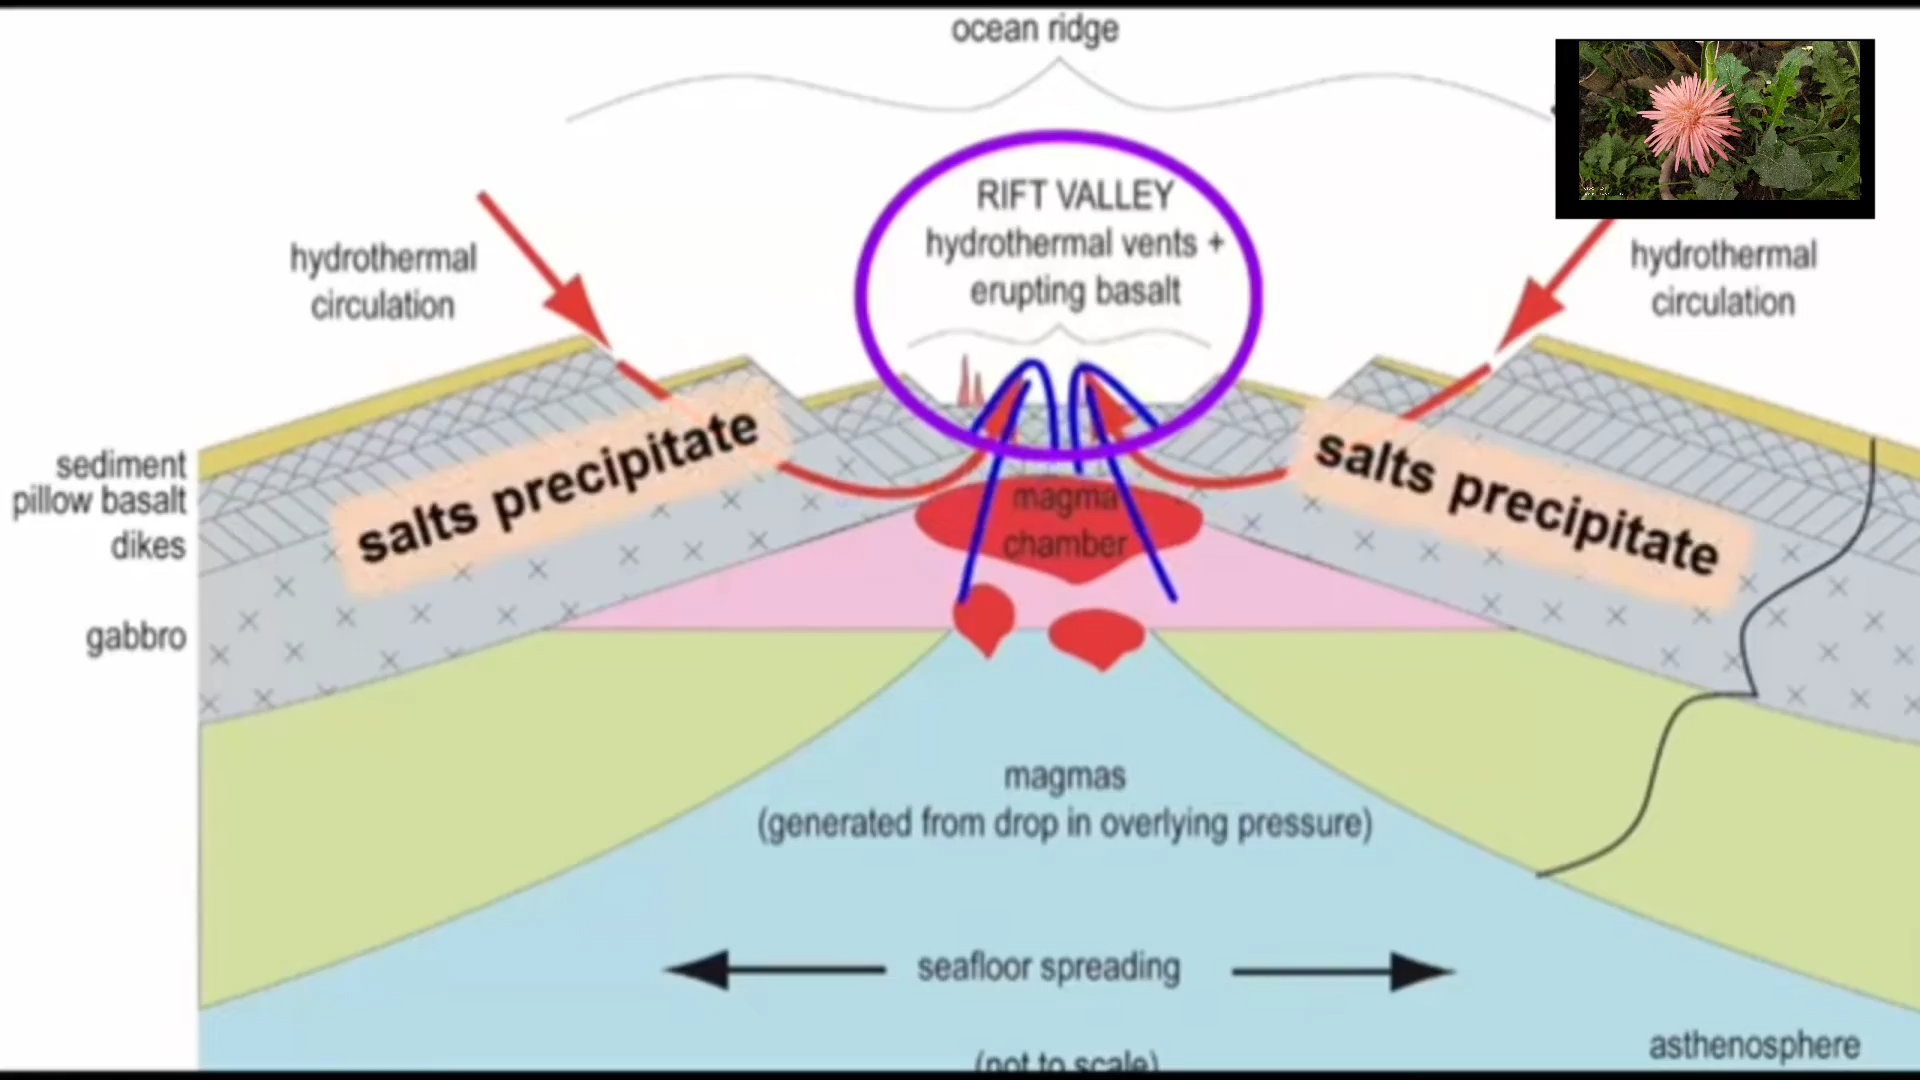 ocean ridge
RIFT VALLEY
hydrothermal vents +
erupting basalt
hydrothermal
circulation
hydrothermal
circulation
salts precipitate
salts precipitate
sediment
pillow basalt
dikes
gabbro
magma
chamber
magmas
(generated from drop in overlying pressure)
seafloor spreading
asthenosphere
(not to scale)